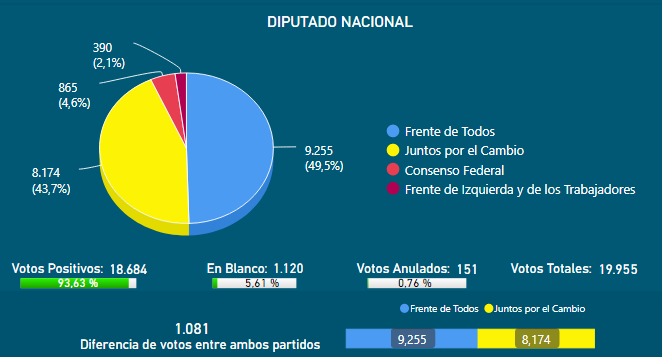 DIPUTADO NACIONAL
390
(2,1%)
865
(4,6%)
8.174
(43,7%)
9.255
(49,5%)
Frente de Todos
Juntos por el Cambio
Consenso Federal
Frente de Izquierda y de los Trabajadores
Votos Positivos: 18.684
93,63 %
En Blanco: 1.120
5,61 %
Votos Anulados: 151
0,76 %
Votos Totales: 19.955
1.081
Diferencia de votos entre ambos partidos
Frente de Todos Juntos por el Cambio
9,255 8,174